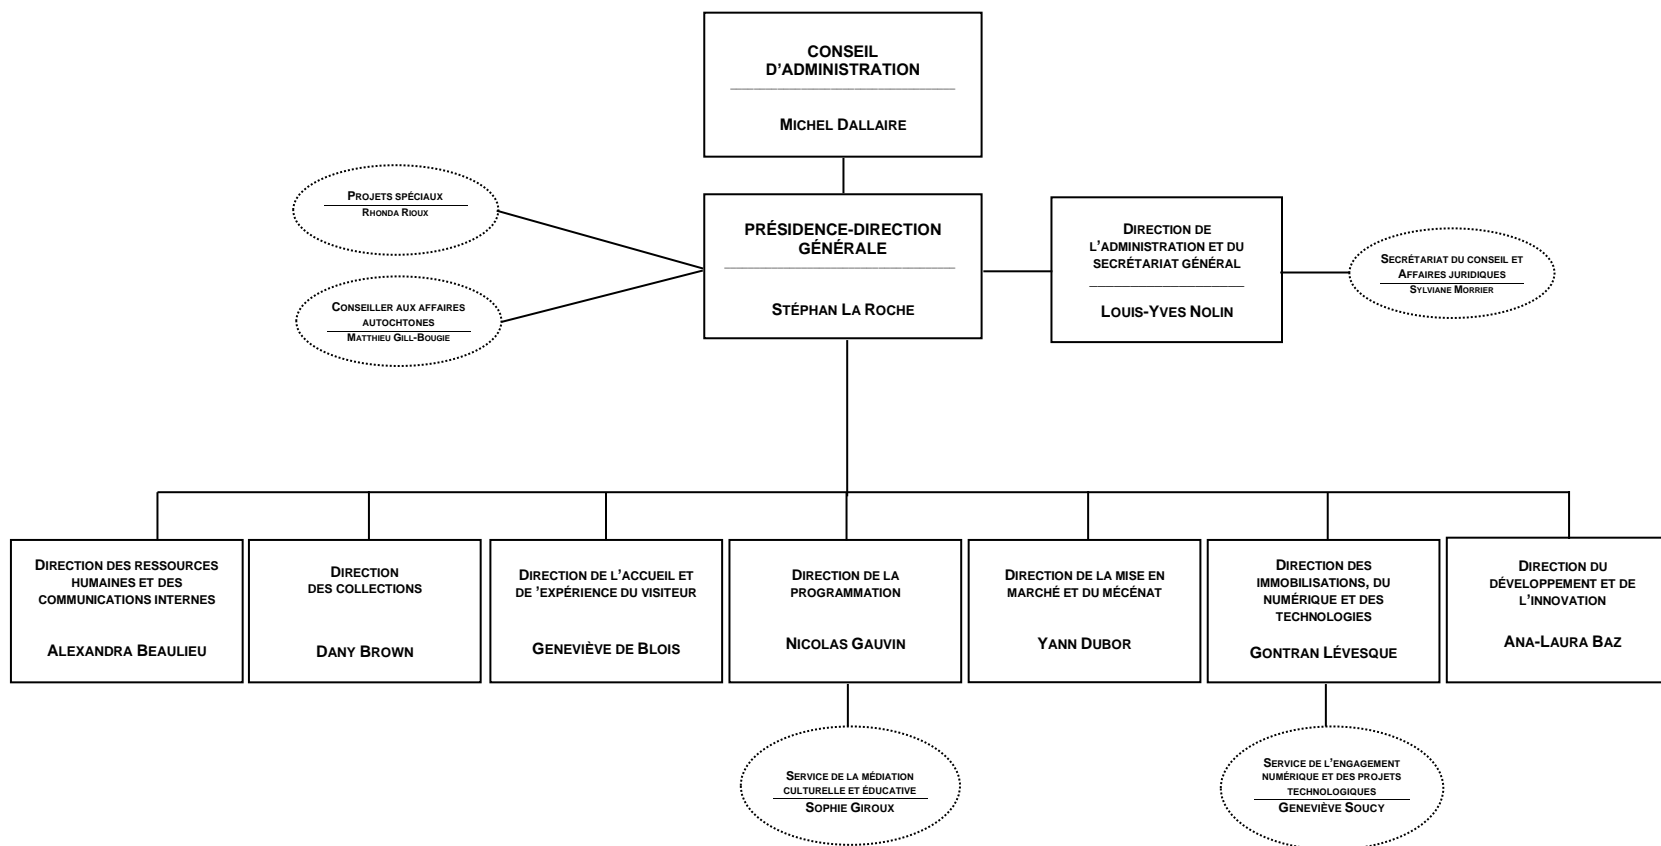 CONSEIL
D'ADMINISTRATION
MICHEL DALLAIRE
PROJETS SPÉCIAUX
RHONDA RIOUX
CONSEILLER AUX AFFAIRES
AUTOCHTONES
MATTHIEU GILL-BOUGIE
PRÉSIDENCE-DIRECTION
GÉNÉRALE
STÉPHAN LA ROCHE
DIRECTION DE
L'ADMINISTRATION ET DU
SECRÉTARIAT GÉNÉRAL
LOUIS-YVES NOLIN
SECRÉTARIAT DU CONSEIL ET
AFFAIRES JURIDIQUES
SYLVIANE MORRIER
DIRECTION DES RESSOURCES
HUMAINES ET DES
COMMUNICATIONS INTERNES
ALEXANDRA BEAULIEU
DIRECTION
DES COLLECTIONS
DANY BROWN
DIRECTION DE L'ACCUEIL ET
DE 'EXPÉRIENCE DU VISITEUR
GENEVIÈVE DE BLOIS
DIRECTION DE LA
PROGRAMMATION
NICOLAS GAUVIN
DIRECTION DE LA MISE EN
MARCHÉ ET DU MÉCÉNAT
YANN DUBOR
DIRECTION DES
IMMOBILISATIONS, DU
NUMÉRIQUE ET DES
TECHNOLOGIES
GONTRAN LÉVESQUE
DIRECTION DU
DÉVELOPPEMENT ET DE
L'INNOVATION
ANA-LAURA BAZ
SERVICE DE LA MÉDIATION
CULTURELLE ET ÉDUCATIVE
SOPHIE GIROUX
SERVICE DE L'ENGAGEMENT
NUMÉRIQUE ET DES PROJETS
TECHNOLOGIQUES
GENEVIÈVE SOUCY